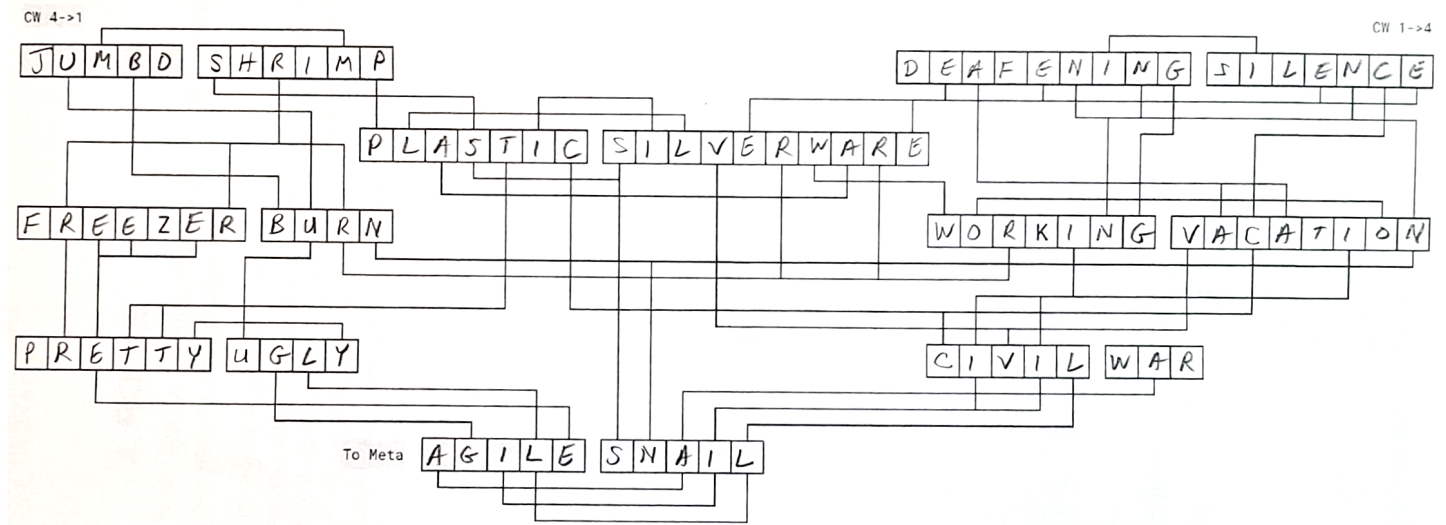 CW 4->1
CW 1->4
JUMBO SHRIMP
DEAFENING SILENCE
PLASTIC SILVERWARE
FREEZER BURN
WORKING VACATION
PRETTY UGLY
CIVIL WAR
To Meta AGILE SNAIL